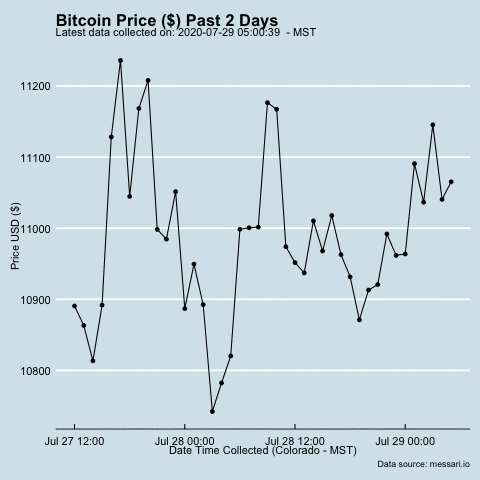 Bitcoin Price ($) Past 2 Days
Latest data collected on: 2020-07-29 05:00:39  - MST
11200
11100
11000
10900
10800
Price USD ($)
Jul 27 12:00 Jul 28 00:00 Jul 28 12:00 Jul 29 00:00
Date Time Collected (Colorado - MST)
Data source: messari.io